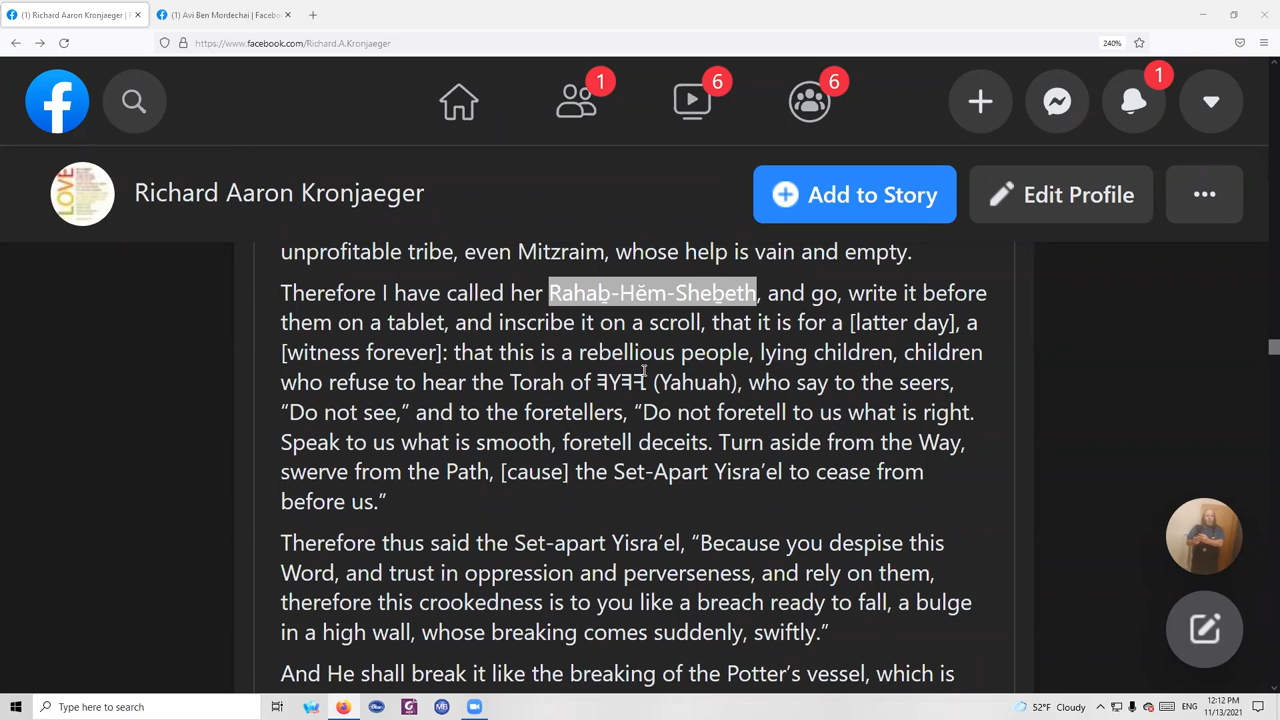 (1) Richard Aaron Kronjaeger | F
(1) Avi Ben Mordechai | Facebo
https://www.facebook.com/Richard.A.Kronjaeger
240%
1
6
6
1
Richard Aaron Kronjaeger
Add to Story
Edit Profile
unprofitable tribe, even Mitzraim, whose help is vain and empty.
Therefore I have called her Rahaḇ-Hĕm-Sheḇeth, and go, write it before
them on a tablet, and inscribe it on a scroll, that it is for a [latter day], a
[witness forever]: that this is a rebellious people, lying children, children
who refuse to hear the Torah of 𐤉𐤄𐤅𐤄 (Yahuah), who say to the seers,
“Do not see,” and to the foretellers, “Do not foretell to us what is right.
Speak to us what is smooth, foretell deceits. Turn aside from the Way,
swerve from the Path, [cause] the Set-Apart Yisra’el to cease from
before us.”
Therefore thus said the Set-apart Yisra’el, “Because you despise this
Word, and trust in oppression and perverseness, and rely on them,
therefore this crookedness is to you like a breach ready to fall, a bulge
in a high wall, whose breaking comes suddenly, swiftly.”
And He shall break it like the breaking of the Potter’s vessel, which is
Type here to search
52°F Cloudy
ENG
12:12 PM
11/13/2021